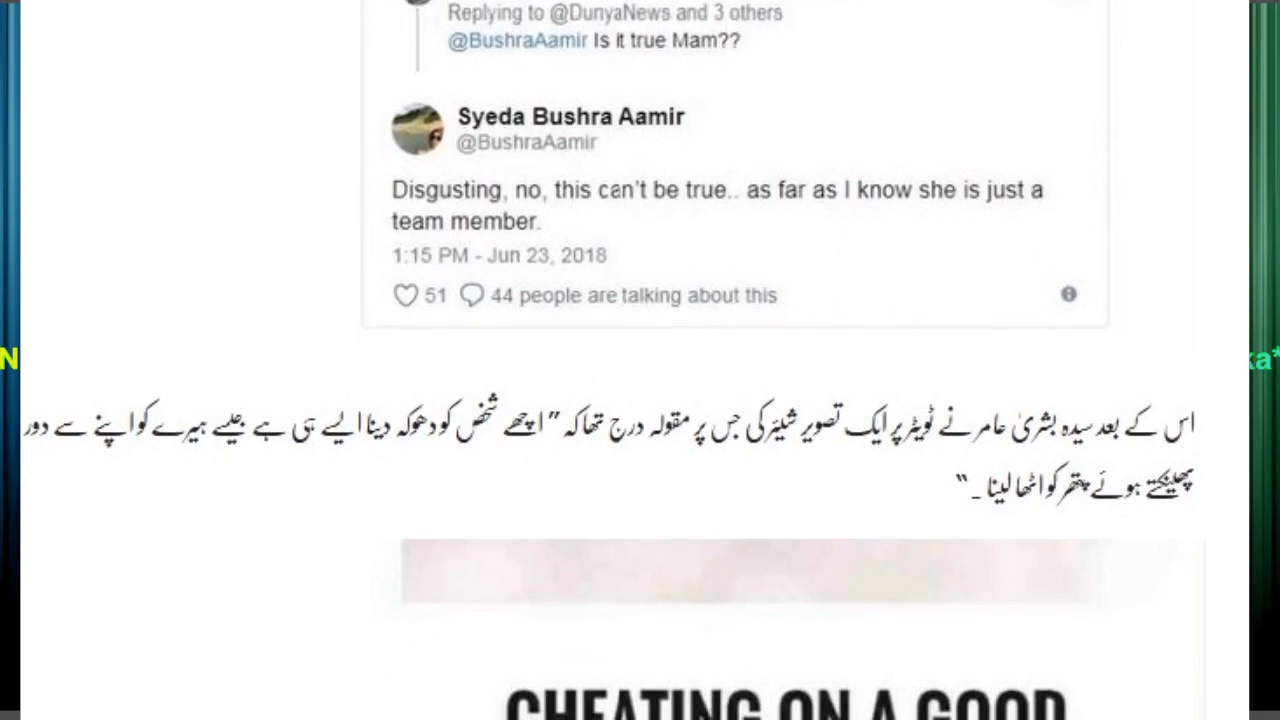 Replying to @DunyaNews and 3 others
@BushraAamir Is it true Mam??
Syeda Bushra Aamir
@BushraAamir
Disgusting, no, this can't be true.. as far as I know she is just a
team member.
1:15 PM - Jun 23, 2018
51 44 people are talking about this
N
ka*
اس کے بعد سیدہ بشریٰ عامر نے ٹویٹر پر ایک تصویر شیئر کی جس پر مقولہ درج تھا کہ ”اچھے شخص کو دھوکہ دینا ایسے ہی ہے جیسے ہیرے کو اپنے سے دور
پھینکتے ہوئے پتھر کو اٹھا لینا ۔“
CHEATING ON A GOOD